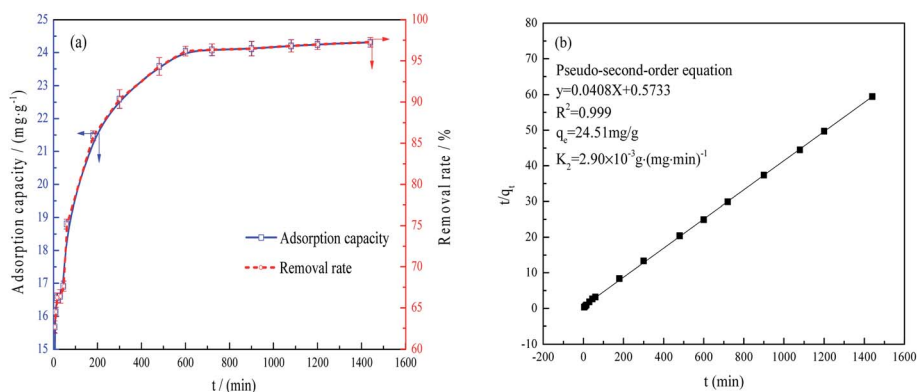 (a)
Adsorption capacity / (mg·g⁻¹)
25
24
23
22
21
20
19
18
17
16
15
Removal rate / %
100
95
90
85
80
75
70
65
60
Adsorption capacity
Removal rate
0 200 400 600 800 1000 1200 1400 1600
t / (min)
(b)
Pseudo-second-order equation
y=0.0408X+0.5733
R²=0.999
qₑ=24.51mg/g
K₂=2.90×10⁻³g·(mg·min)⁻¹
t/qₜ
80
70
60
50
40
30
20
10
0
-10
-200 0 200 400 600 800 1000 1200 1400 1600
t (min)